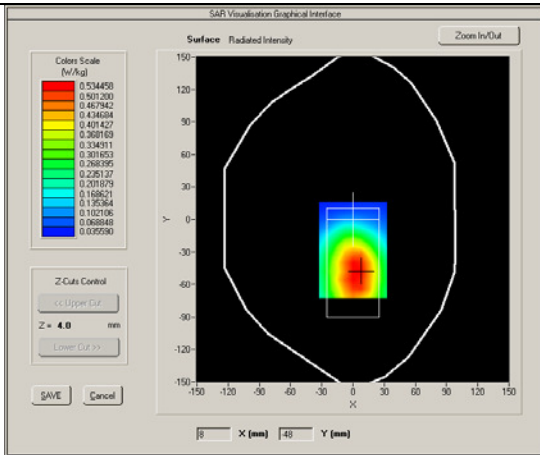 SAR Visualisation Graphical Interface
Surface Radiated Intensity
Zoom In/Out
Colors Scale
(W/kg)
0.534458
0.501200
0.467942
0.434684
0.401427
0.368169
0.334911
0.301653
0.268395
0.235137
0.201879
0.168621
0.135364
0.102106
0.068848
0.035590
Z-Cuts Control
<< Upper Cut
Z = 4.0 mm
Lower Cut >>
SAVE Cancel
150-
120-
90-
60-
30-
0-
-30-
-60-
-90-
-120-
-150-
Y
-150 -120 -90 -60 -30 0 30 60 90 120 150
X
8 X (mm) -48 Y (mm)